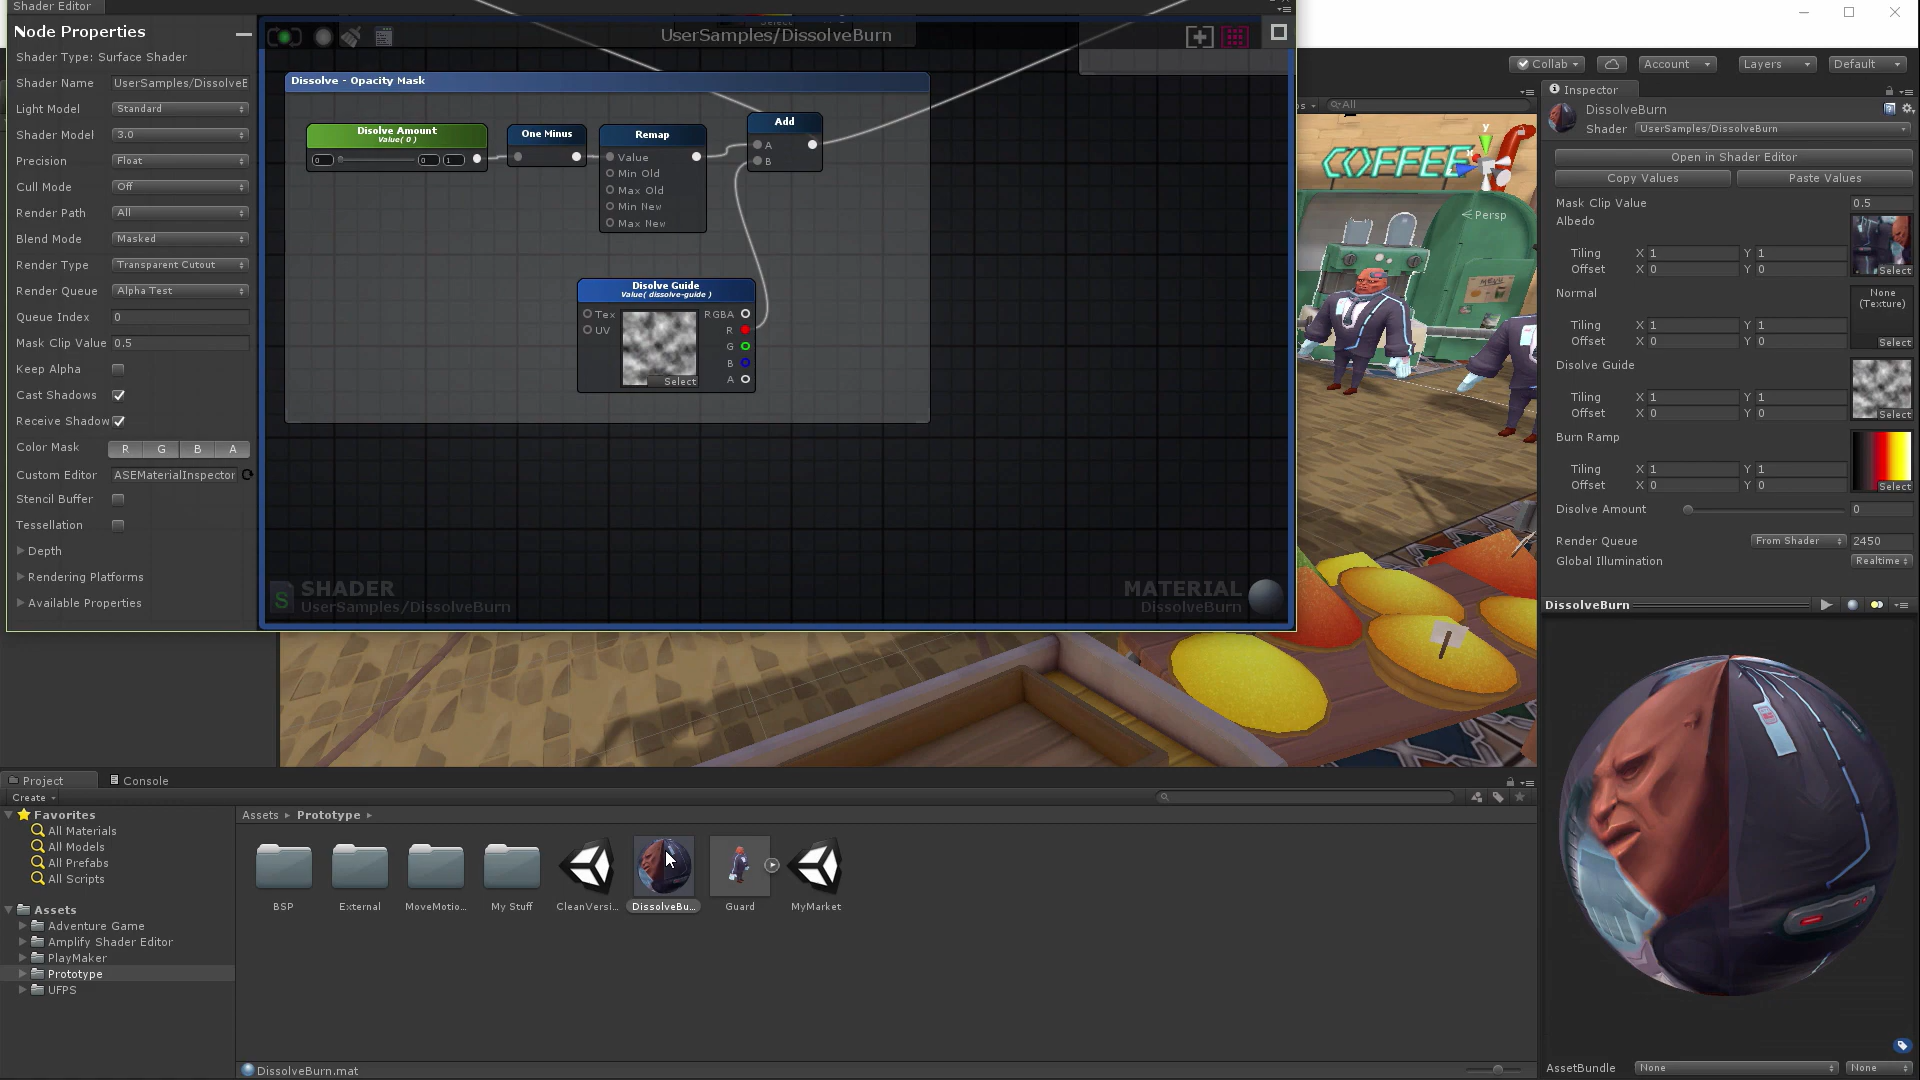 Shader Editor
Node Properties
Shader Type: Surface Shader
Shader Name UserSamples/DissolveE
Light Model Standard
Shader Model 3.0
Precision Float
Cull Mode Off
Render Path All
Blend Mode Masked
Render Type Transparent Cutout
Render Queue Alpha Test
Queue Index 0
Mask Clip Value 0.5
Keep Alpha
Cast Shadows
Receive Shadow
Color Mask R G B A
Custom Editor ASEMaterialInspector
Stencil Buffer
Tessellation
Depth
Rendering Platforms
Available Properties
Select
UserSamples/DissolveBurn
Dissolve - Opacity Mask
Disolve Amount
Value( 0 )
0 0 1
One Minus
Remap
Value
Min Old
Max Old
Min New
Max New
Add
A
B
Disolve Guide
Value( dissolve-guide )
Tex
UV
Select
RGBA
R
G
B
A
S SHADER
UserSamples/DissolveBurn
MATERIAL
DissolveBurn
Collab
Account
Layers
Default
All
COFFEE
y
x
Persp
Inspector
DissolveBurn
Shader UserSamples/DissolveBurn
Open in Shader Editor
Copy Values Paste Values
Mask Clip Value 0.5
Albedo
Tiling X 1 Y 1
Offset X 0 Y 0
Select
Normal
None
(Texture)
Tiling X 1 Y 1
Offset X 0 Y 0
Select
Disolve Guide
Tiling X 1 Y 1
Offset X 0 Y 0
Select
Burn Ramp
Tiling X 1 Y 1
Offset X 0 Y 0
Select
Disolve Amount 0
Render Queue From Shader 2450
Global Illumination Realtime
DissolveBurn
AssetBundle None None
Project Console
Create
Favorites
All Materials
All Models
All Prefabs
All Scripts
Assets
Adventure Game
Amplify Shader Editor
PlayMaker
Prototype
UFPS
Assets Prototype
BSP External MoveMotio... My Stuff CleanVersi... DissolveBu... Guard MyMarket
DissolveBurn.mat